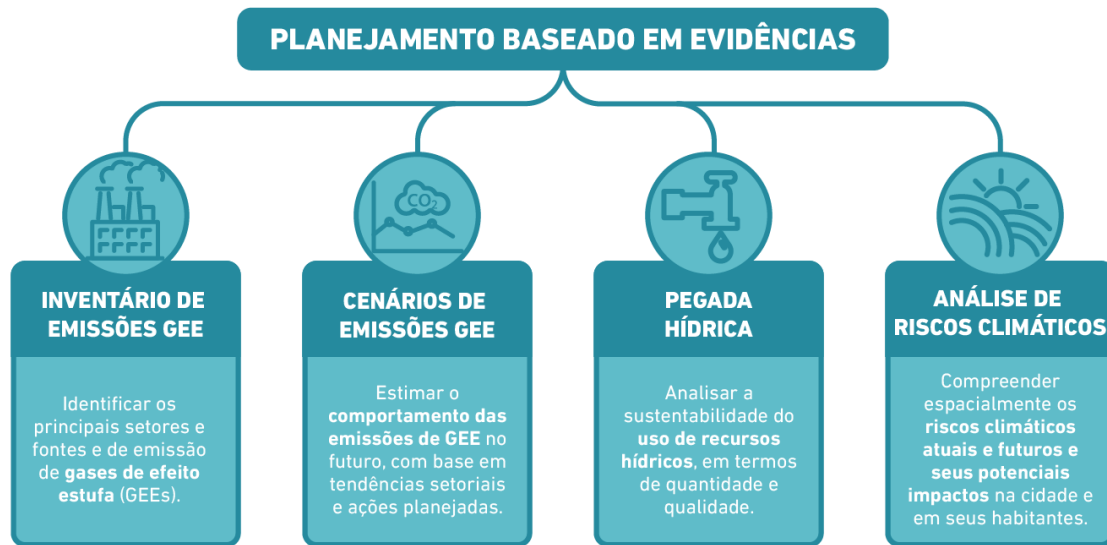 PLANEJAMENTO BASEADO EM EVIDÊNCIAS
INVENTÁRIO DE
EMISSÕES GEE
Identificar os
principais setores e
fontes e de emissão
de gases de efeito
estufa (GEEs).
CO₂
CENÁRIOS DE
EMISSÕES GEE
Estimar o
comportamento das
emissões de GEE no
futuro, com base em
tendências setoriais
e ações planejadas.
PEGADA
HÍDRICA
Analisar a
sustentabilidade do
uso de recursos
hídricos, em termos
de quantidade e
qualidade.
ANÁLISE DE
RISCOS CLIMÁTICOS
Compreender
espacialmente os
riscos climáticos
atuais e futuros e
seus potenciais
impactos na cidade e
em seus habitantes.